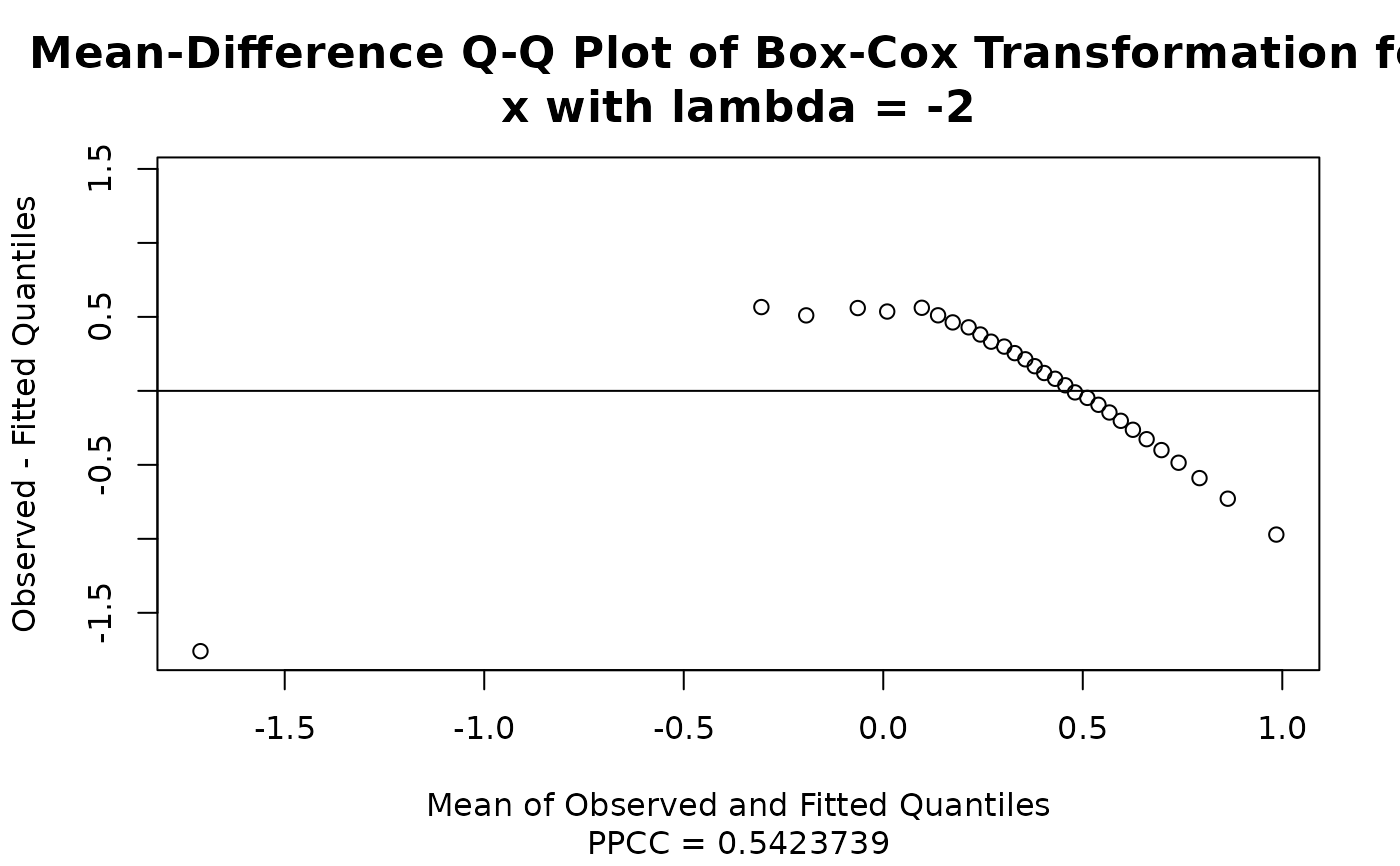 Mean-Difference Q-Q Plot of Box-Cox Transformation
x with lambda = -2
1.5
0.5
-0.5
-1.5
Observed - Fitted Quantiles
-1.5 -1.0 -0.5 0.0 0.5 1.0
Mean of Observed and Fitted Quantiles
PPCC = 0.5423739